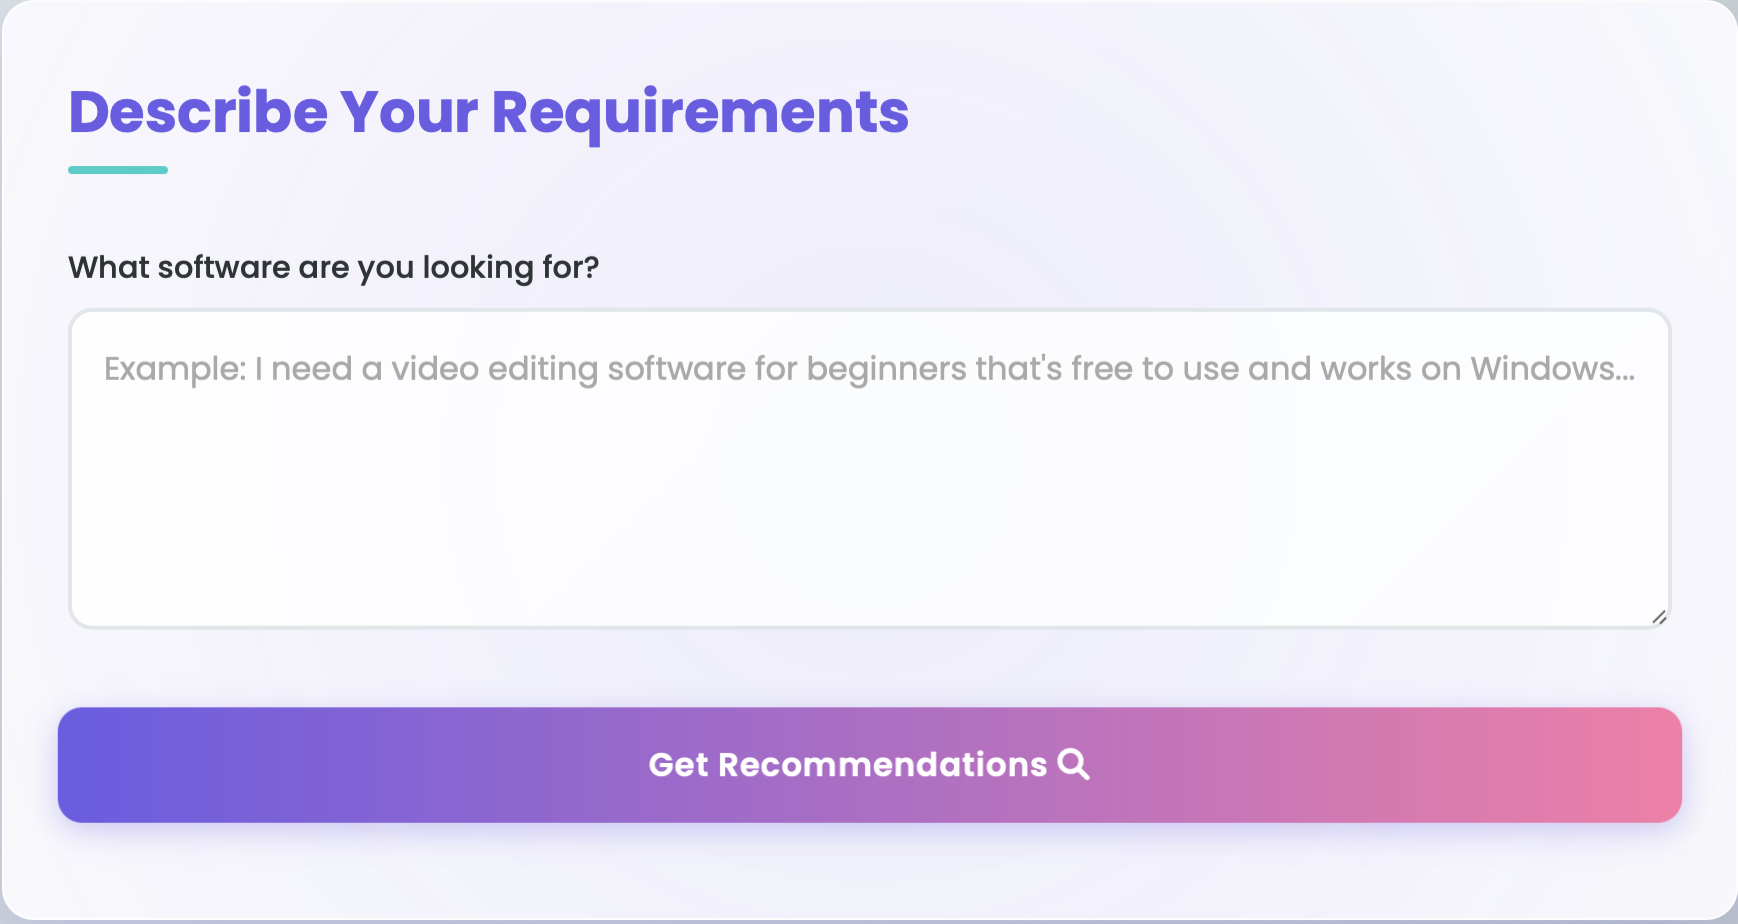 Describe Your Requirements
What software are you looking for?
Example: I need a video editing software for beginners that's free to use and works on Windows...
Get Recommendations